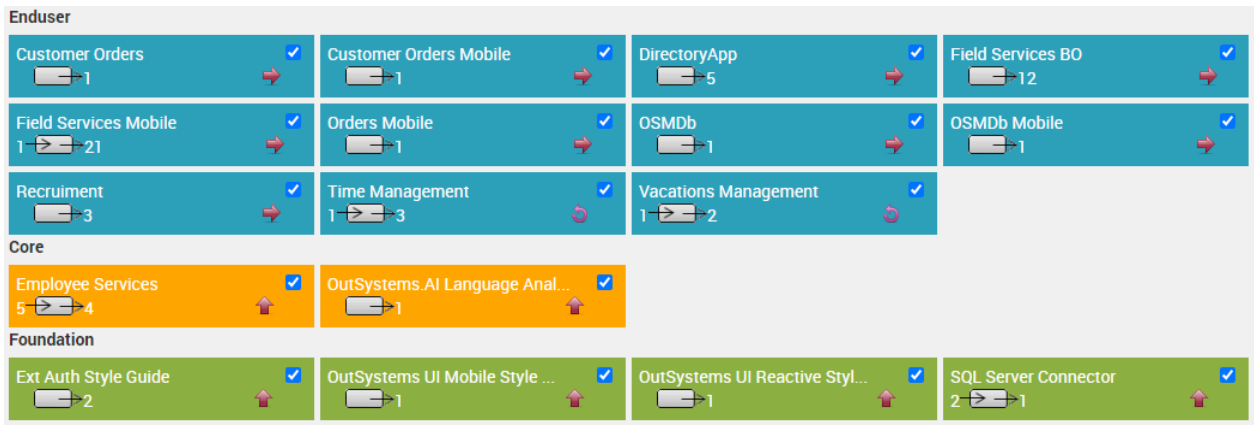 Enduser
Customer Orders
1
Customer Orders Mobile
1
DirectoryApp
5
Field Services BO
12
Field Services Mobile
1 21
Orders Mobile
1
OSMDb
1
OSMDb Mobile
1
Recruiment
3
Time Management
1 3
Vacations Management
1 2
Core
Employee Services
5 4
OutSystems.AI Language Anal...
1
Foundation
Ext Auth Style Guide
2
OutSystems UI Mobile Style ...
1
OutSystems UI Reactive Styl...
1
SQL Server Connector
2 1